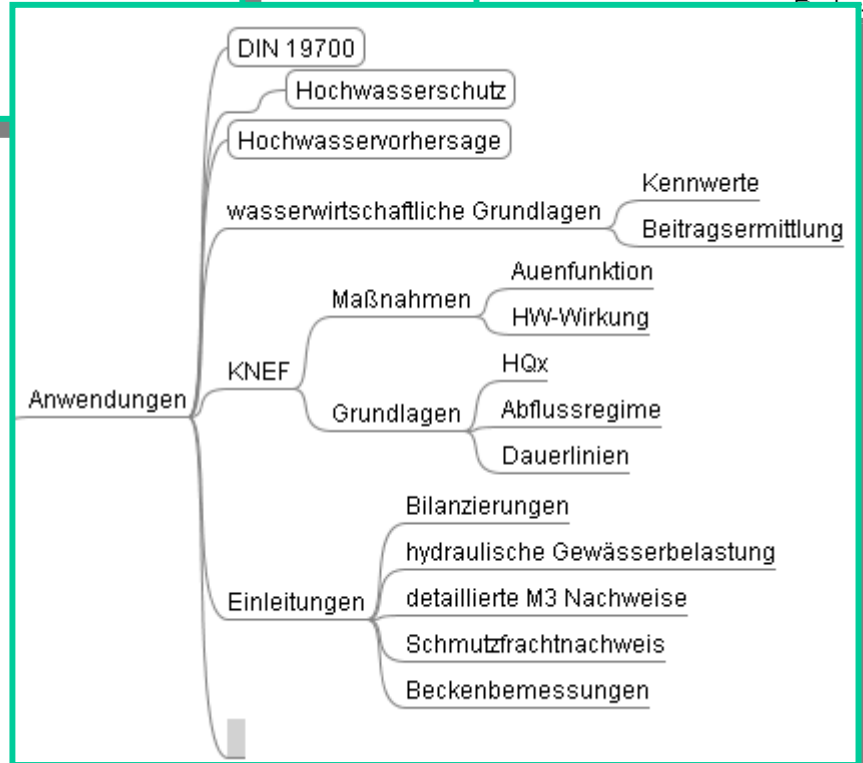 DIN 19700
Hochwasserschutz
Hochwasservorhersage
wasserwirtschaftliche Grundlagen
Kennwerte
Beitragsermittlung
Anwendungen
KNEF
Maßnahmen
Auenfunktion
HW-Wirkung
Grundlagen
HQx
Abflussregime
Dauerlinien
Einleitungen
Bilanzierungen
hydraulische Gewässerbelastung
detaillierte M3 Nachweise
Schmutzfrachtnachweis
Beckenbemessungen